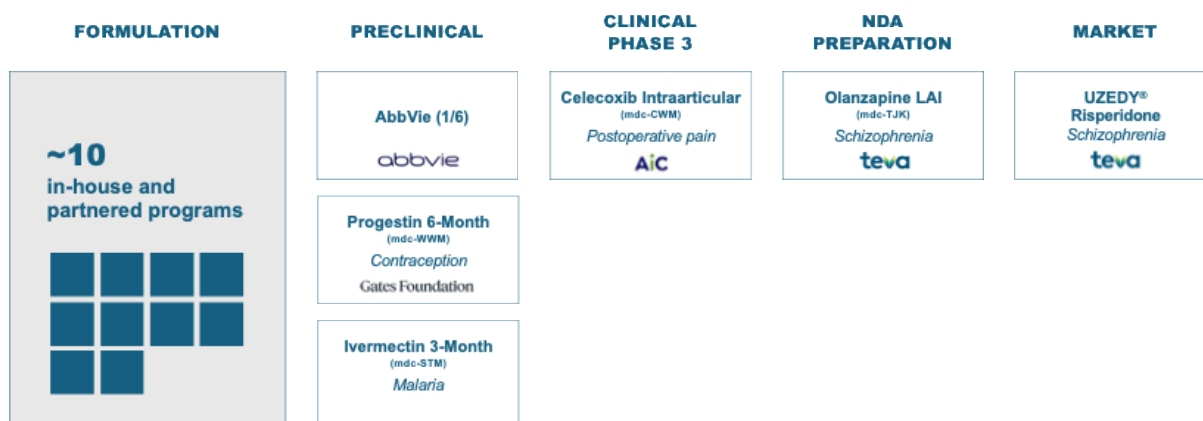 FORMULATION
PRECLINICAL
CLINICAL
PHASE 3
NDA
PREPARATION
MARKET
~10
in-house and
partnered programs
AbbVie (1/6)
abbvie
Progestin 6-Month
(mdc-WWM)
Contraception
Gates Foundation
Ivermectin 3-Month
(mdc-STM)
Malaria
Celecoxib Intraarticular
(mdc-CWM)
Postoperative pain
AiC
Olanzapine LAI
(mdc-TJK)
Schizophrenia
teva
UZEDY®
Risperidone
Schizophrenia
teva